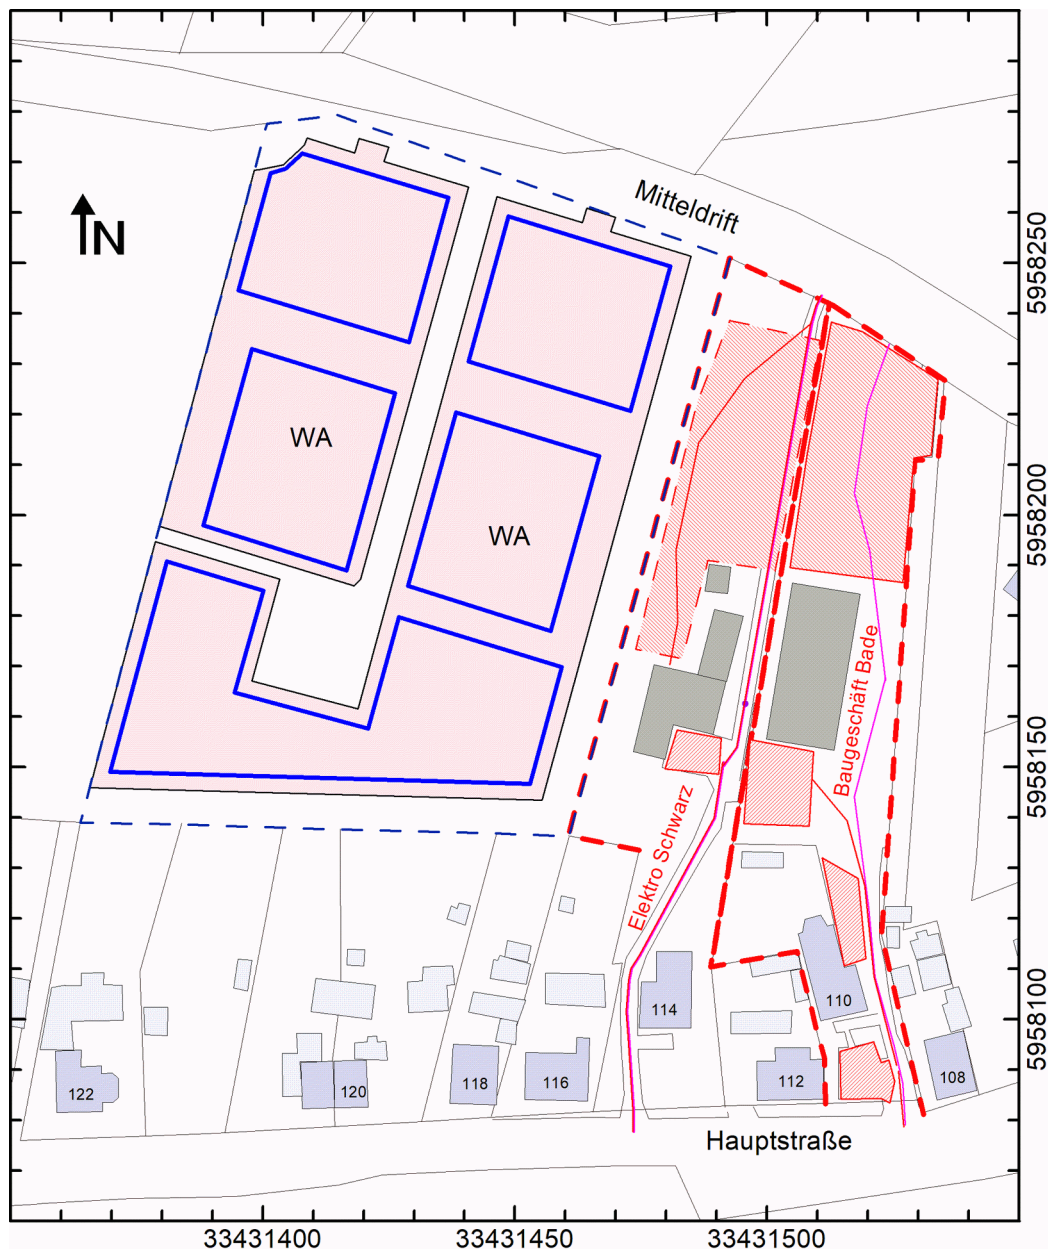 Mitteldrift
N
WA
WA
Elektro Schwarz
Baugeschäft Bade
122
120
118
116
114
112
110
108
Hauptstraße
5958250
5958200
5958150
5958100
33431400
33431450
33431500